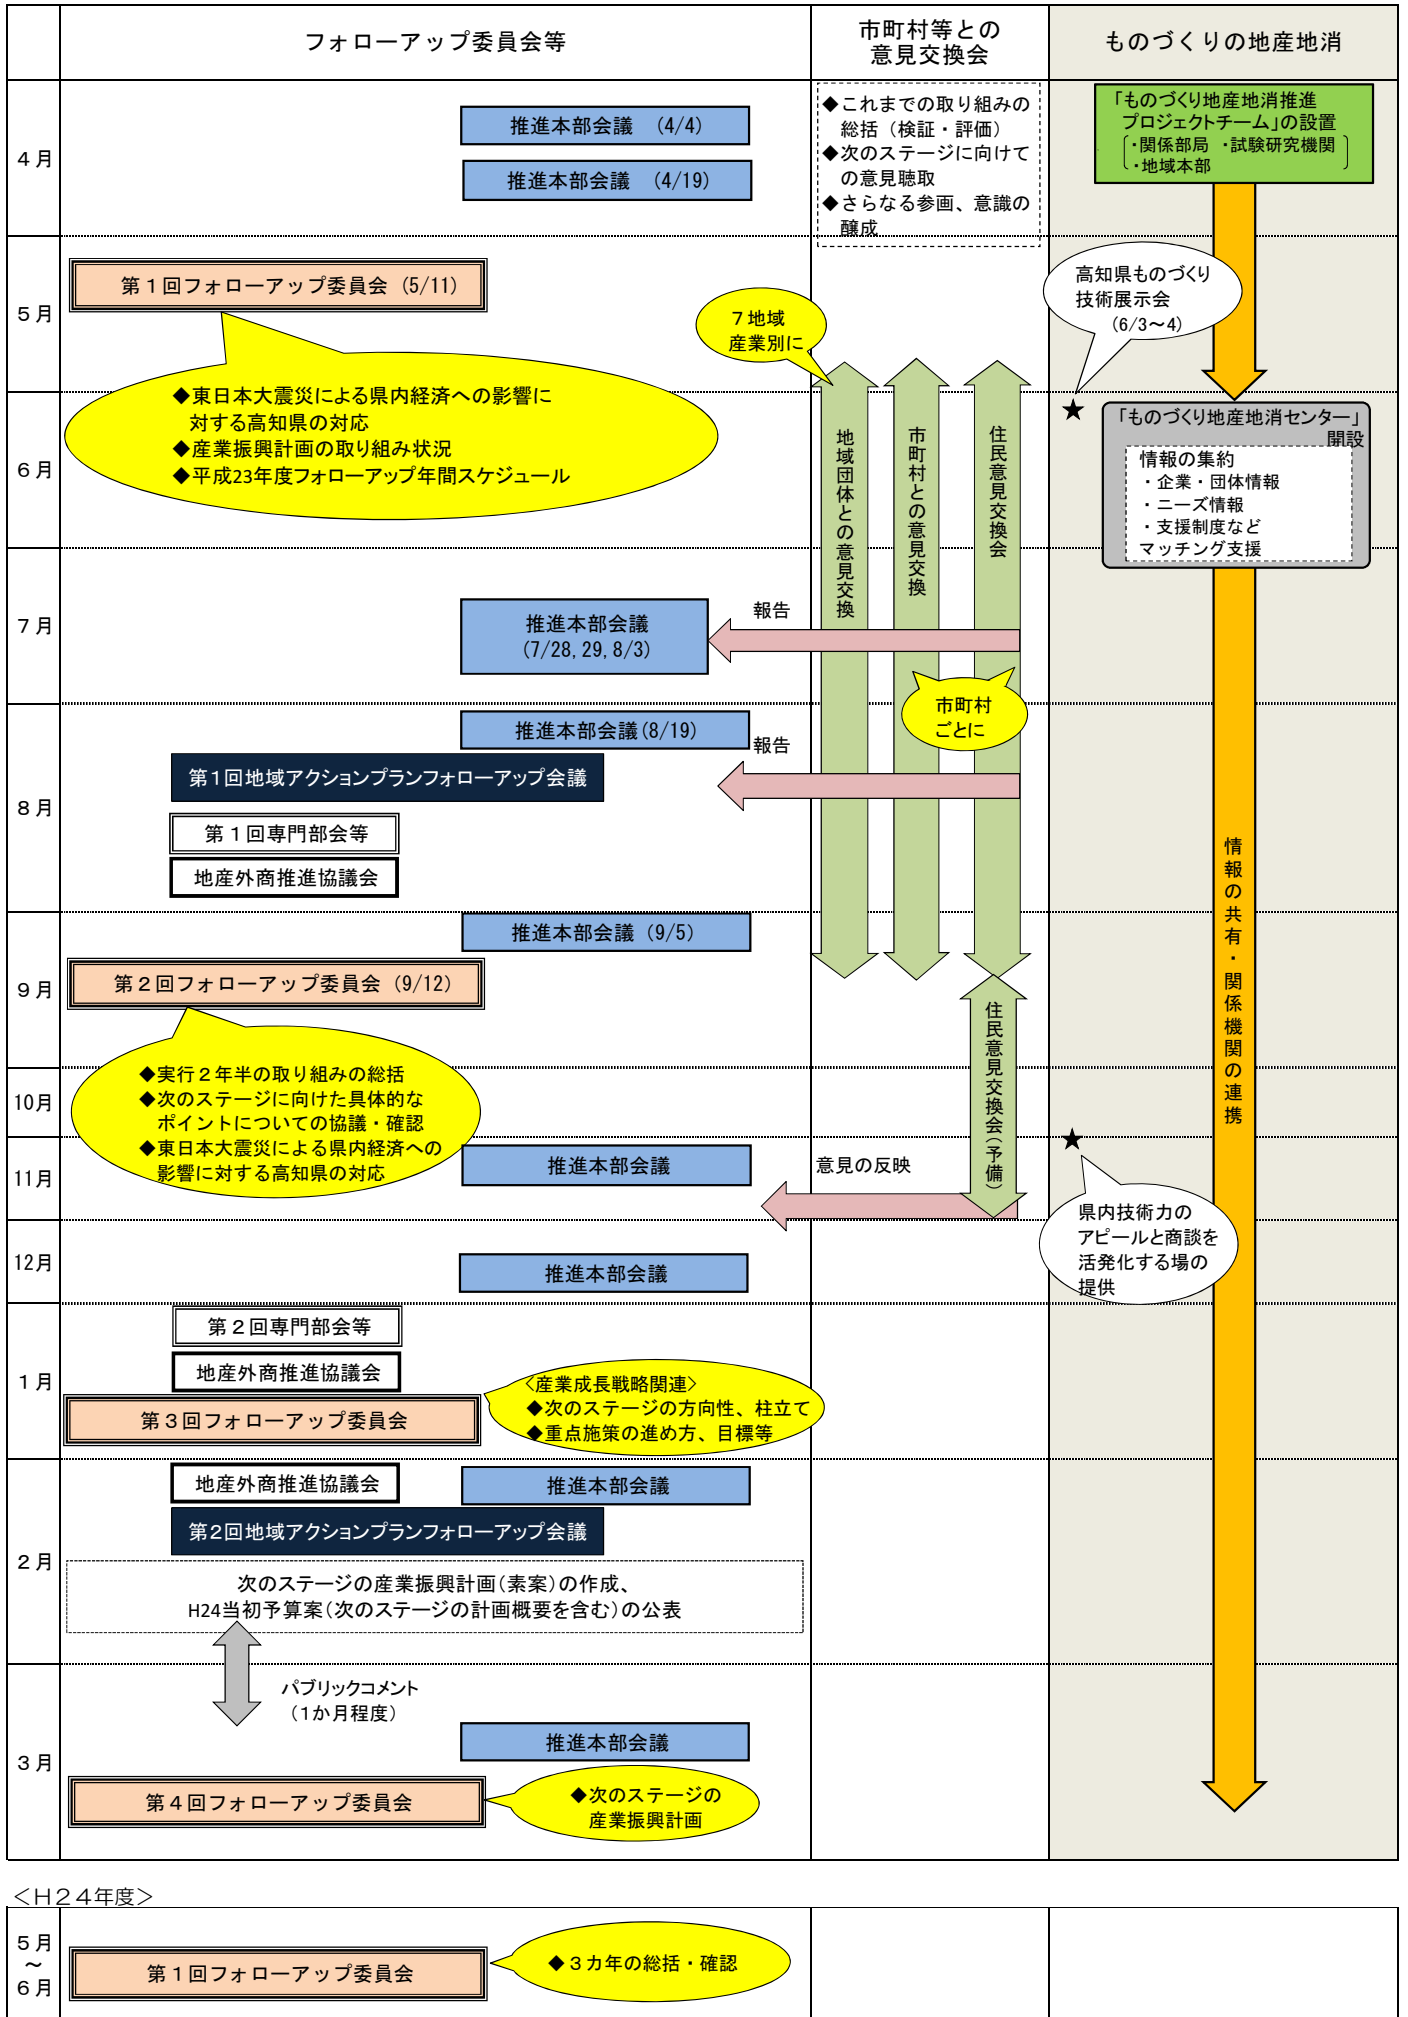 フォローアップ委員会等
市町村等との
意見交換会
ものづくりの地産地消
4月
推進本部会議 (4/4)
推進本部会議 (4/19)
◆これまでの取り組みの
総括（検証・評価）
◆次のステージに向けて
の意見聴取
◆さらなる参画、意識の
醸成
「ものづくり地産地消推進
プロジェクトチーム」の設置
・関係部局 ・試験研究機関
・地域本部
5月
第１回フォローアップ委員会 (5/11)
７地域
産業別に
高知県ものづくり
技術展示会
(6/3～4)
◆東日本大震災による県内経済への影響に
対する高知県の対応
◆産業振興計画の取り組み状況
◆平成23年度フォローアップ年間スケジュール
6月
地域団体との意見交換
市町村との意見交換
住民意見交換会
★
「ものづくり地産地消センター」
開設
情報の集約
・企業・団体情報
・ニーズ情報
・支援制度など
マッチング支援
7月
推進本部会議
(7/28, 29, 8/3)
報告
市町村
ごとに
8月
推進本部会議(8/19)
報告
第1回地域アクションプランフォローアップ会議
第１回専門部会等
地産外商推進協議会
情報の共有・関係機関の連携
9月
推進本部会議 (9/5)
第２回フォローアップ委員会 (9/12)
住民意見交換会(予備)
◆実行２年半の取り組みの総括
◆次のステージに向けた具体的な
ポイントについての協議・確認
◆東日本大震災による県内経済への
影響に対する高知県の対応
10月
11月
推進本部会議
意見の反映
★
県内技術力の
アピールと商談を
活発化する場の
提供
12月
推進本部会議
1月
第２回専門部会等
地産外商推進協議会
第３回フォローアップ委員会
〈産業成長戦略関連〉
◆次のステージの方向性、柱立て
◆重点施策の進め方、目標等
2月
地産外商推進協議会
推進本部会議
第2回地域アクションプランフォローアップ会議
次のステージの産業振興計画(素案)の作成、
H24当初予算案(次のステージの計画概要を含む)の公表
パブリックコメント
(１か月程度)
3月
推進本部会議
第４回フォローアップ委員会
◆次のステージの
産業振興計画
＜Ｈ２４年度＞
5月
～
6月
第１回フォローアップ委員会
◆３カ年の総括・確認